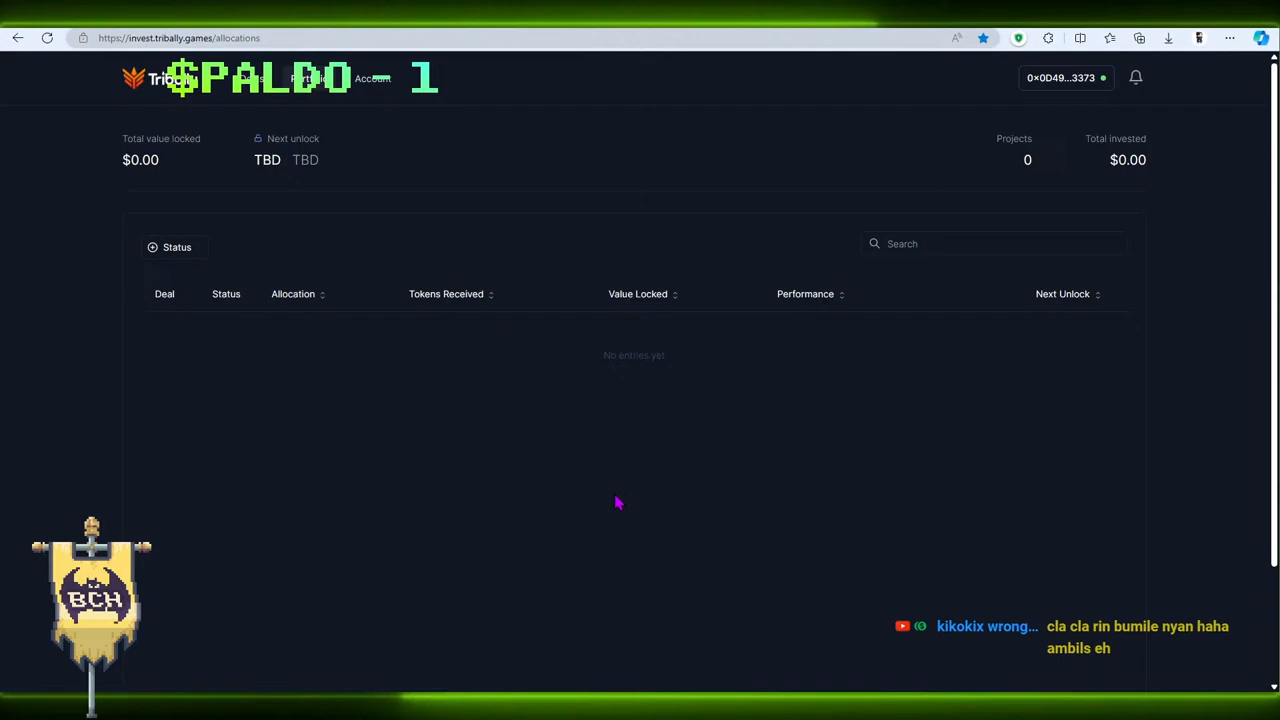 https://invest.tribally.games/allocations
$PALDO - 1
Tribally
Account
0x0D49...3373
Total value locked
Next unlock
Projects
Total invested
$0.00
TBD TBD
0
$0.00
Status
Search
Deal
Status
Allocation
Tokens Received
Value Locked
Performance
Next Unlock
No entries yet
BCH
kikokix wrong... cla cla rin bumile nyan haha
ambils eh